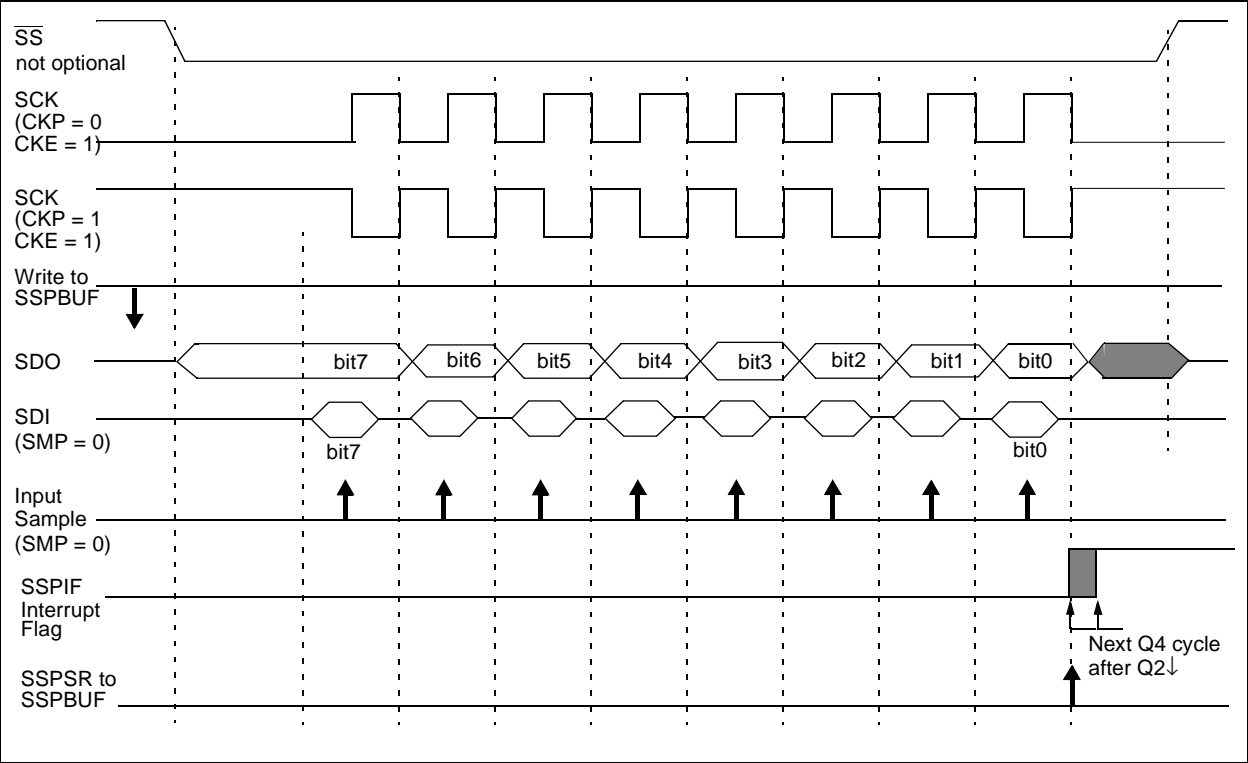 SS
not optional
SCK
(CKP = 0
CKE = 1)
SCK
(CKP = 1
CKE = 1)
Write to
SSPBUF
SDO
bit7 bit6 bit5 bit4 bit3 bit2 bit1 bit0
SDI
(SMP = 0)
bit7 bit0
Input
Sample
(SMP = 0)
SSPIF
Interrupt
Flag
Next Q4 cycle
after Q2↓
SSPSR to
SSPBUF